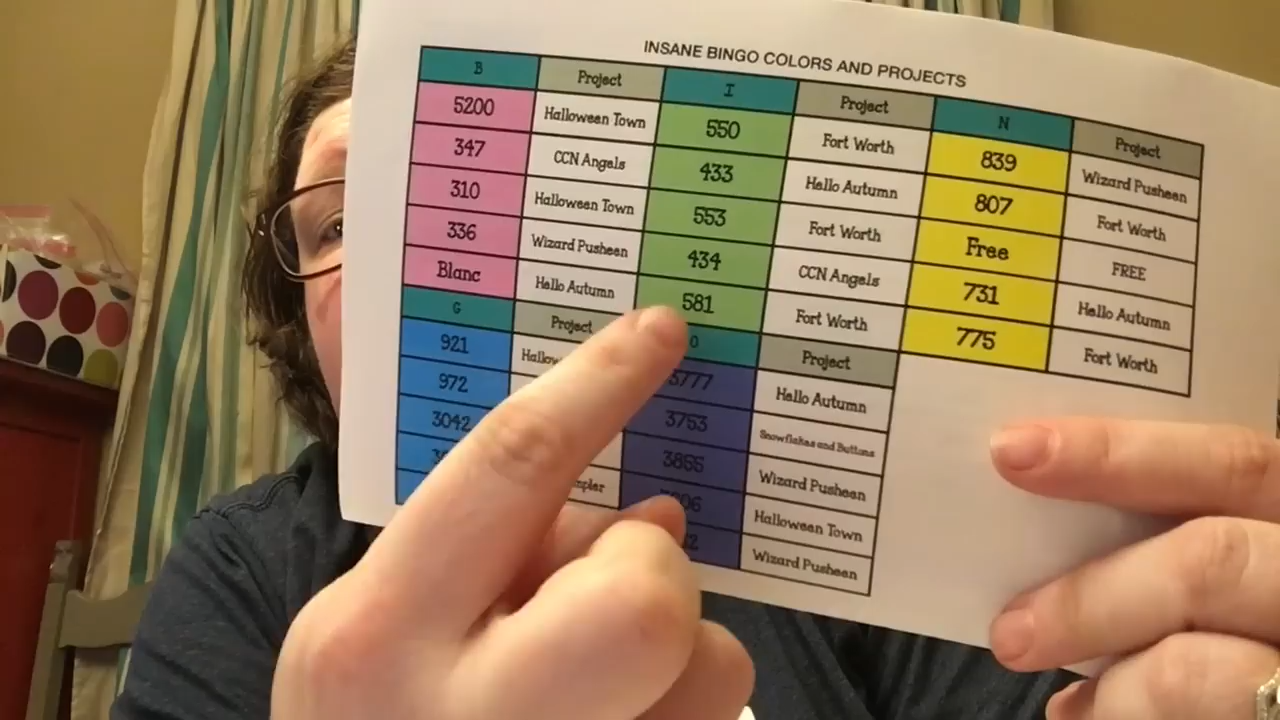 INSANE BINGO COLORS AND PROJECTS
B Project I Project N Project
5200 Halloween Town 550 Fort Worth 839 Wizard Pusheen
347 CCN Angels 433 Hello Autumn 807 Fort Worth
310 Halloween Town 553 Fort Worth Free FREE
336 Wizard Pusheen 434 CCN Angels 731 Hello Autumn
Blanc Hello Autumn 581 Fort Worth 775 Fort Worth
G Project O Project
921 3777 Hello Autumn
972 3753 Snowflakes and Buttons
3042 3855 Wizard Pusheen
Halloween Town
Wizard Pusheen